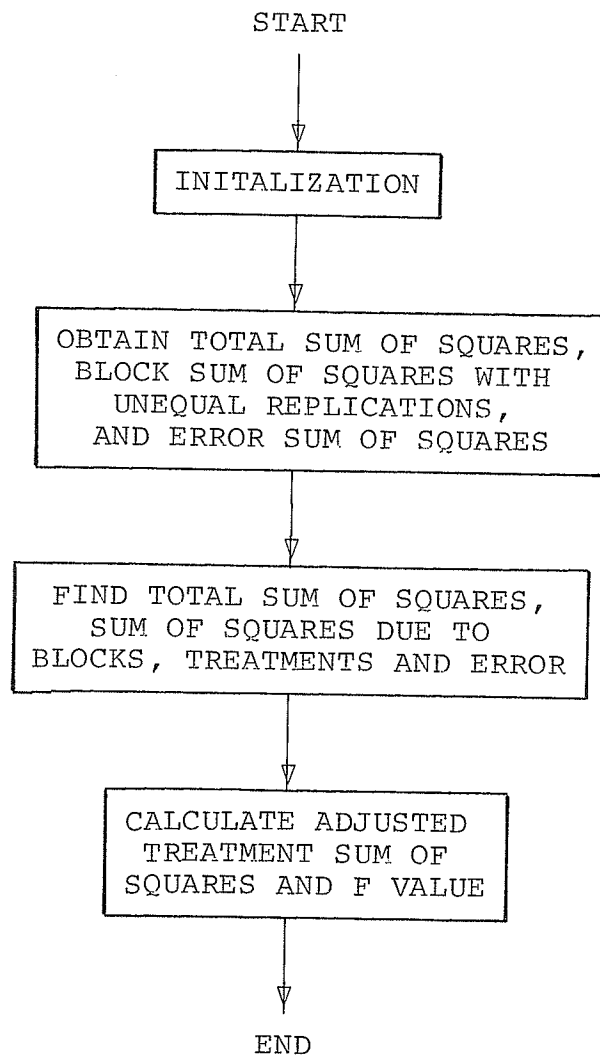 START
INITALIZATION
OBTAIN TOTAL SUM OF SQUARES,
BLOCK SUM OF SQUARES WITH
UNEQUAL REPLICATIONS,
AND ERROR SUM OF SQUARES
FIND TOTAL SUM OF SQUARES,
SUM OF SQUARES DUE TO
BLOCKS, TREATMENTS AND ERROR
CALCULATE ADJUSTED
TREATMENT SUM OF
SQUARES AND F VALUE
END